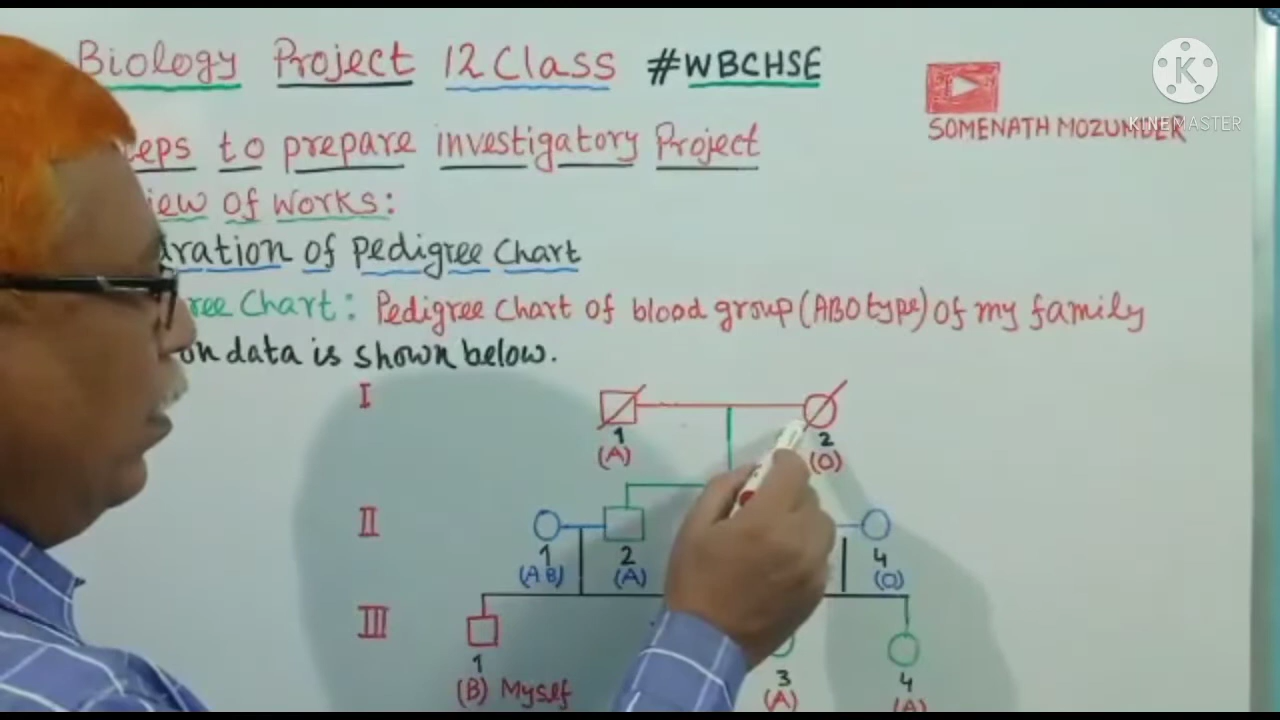 Biology Project 12 Class #WBCHSE
SOMENATH MOZUMDER
KINEMASTER
to prepare investigatory Project
of works:
of Pedigree Chart
Chart: Pedigree Chart of blood group (ABO type) of my family
data is shown below.
I
1
2
(A)
(O)
II
1
2
4
(AB)
(A)
(O)
III
1
3
4
(B) Myself
(A)
(A)